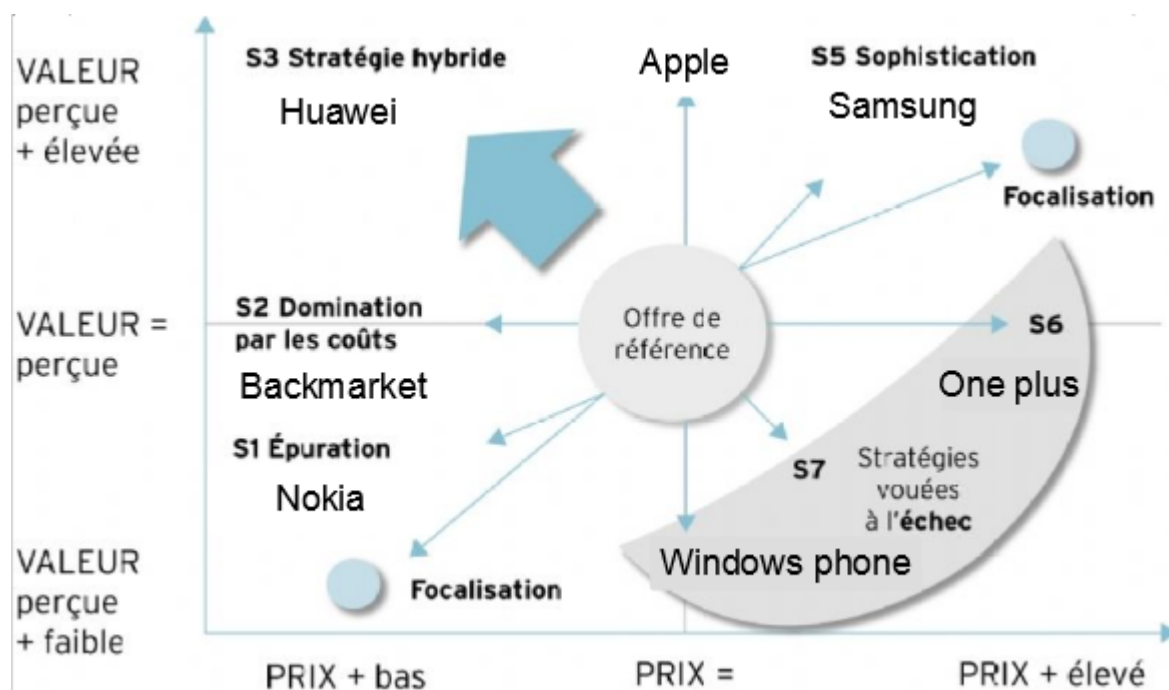 VALEUR
perçue
+ élevée
S3 Stratégie hybride
Huawei
Apple
S5 Sophistication
Samsung
Focalisation
VALEUR =
perçue
S2 Domination
par les coûts
Backmarket
Offre de
référence
S6
One plus
S1 Épuration
Nokia
S7
Stratégies
vouées
à l'échec
Windows phone
VALEUR
perçue
+ faible
Focalisation
PRIX + bas
PRIX =
PRIX + élevé